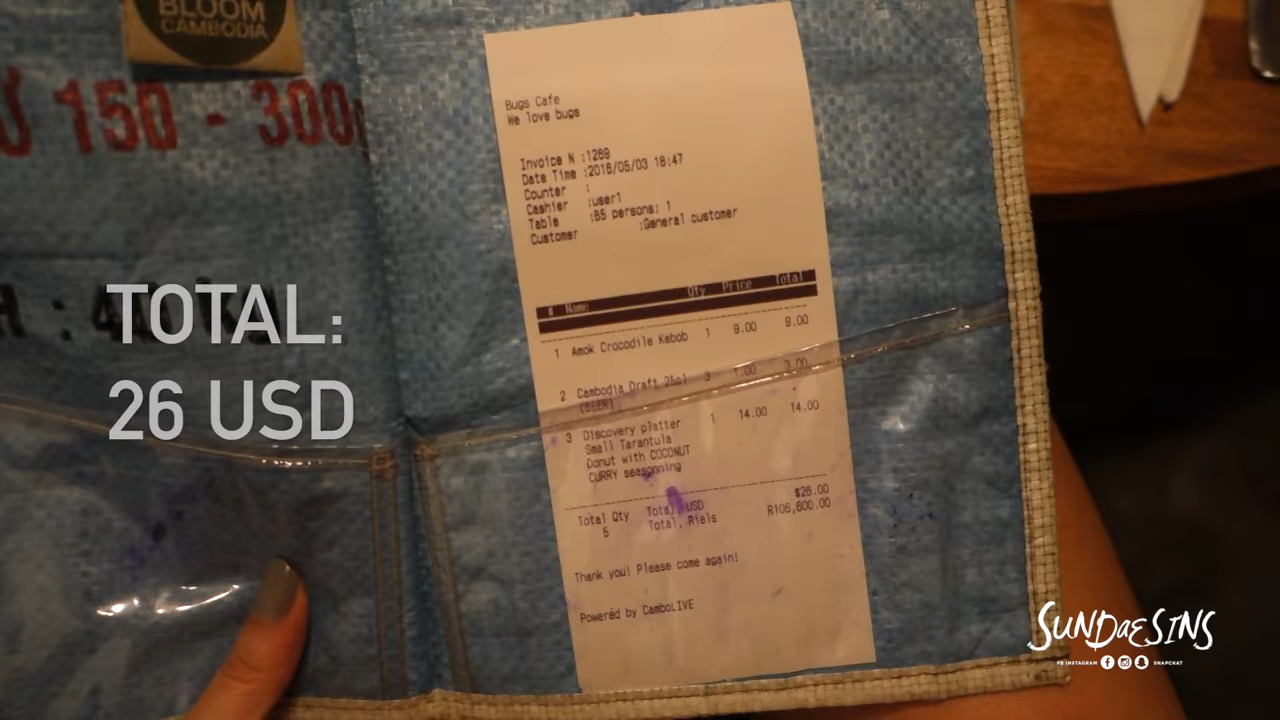 BLOOM
CAMBODIA
150 - 300g
TOTAL:
26 USD
Bugs Cafe
We love bugs
Invoice N :1269
Date Time :2016/05/03 18:47
Counter :
Cashier :user1
Table :B5 persons: 1
Customer :General customer
# Name Qty Price Total
1 Amok Crocodile Kebob 1 9.00 9.00
2 Cambodia Draft 25cl 3 1.00 3.00
(BEER)
3 Discovery platter 1 14.00 14.00
Small Tarantula
Donut with COCONUT
CURRY seasonning
Total Qty Total, USD $26.00
5 Total, Riels R106,600.00
Thank you! Please come again!
Powered by CamboLIVE
SUNDAESINS
FB INSTAGRAM SNAPCHAT